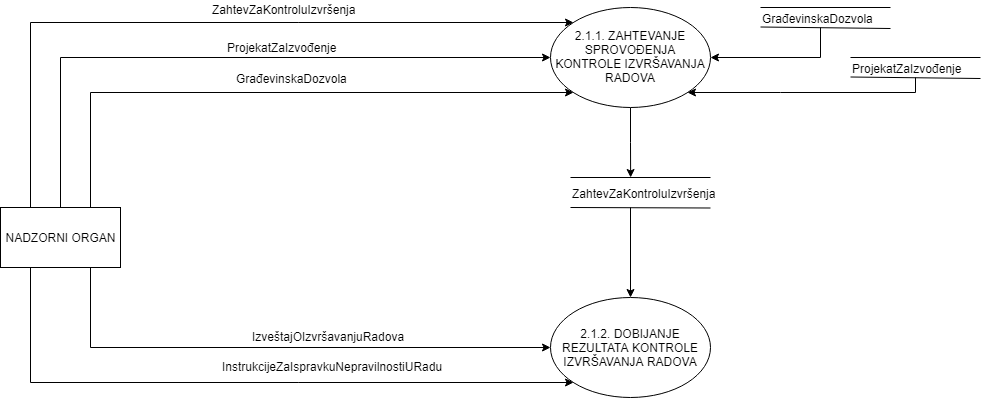 ZahtevZaKontroluIzvršenja
ProjekatZaIzvođenje
GrađevinskaDozvola
2.1.1. ZAHTEVANJE
SPROVOĐENJA
KONTROLE IZVRŠAVANJA
RADOVA
GrađevinskaDozvola
ProjekatZaIzvođenje
ZahtevZaKontroluIzvršenja
NADZORNI ORGAN
IzveštajOIzvršavanjuRadova
InstrukcijeZaIspravkuNepravilnostiURadu
2.1.2. DOBIJANJE
REZULTATA KONTROLE
IZVRŠAVANJA RADOVA